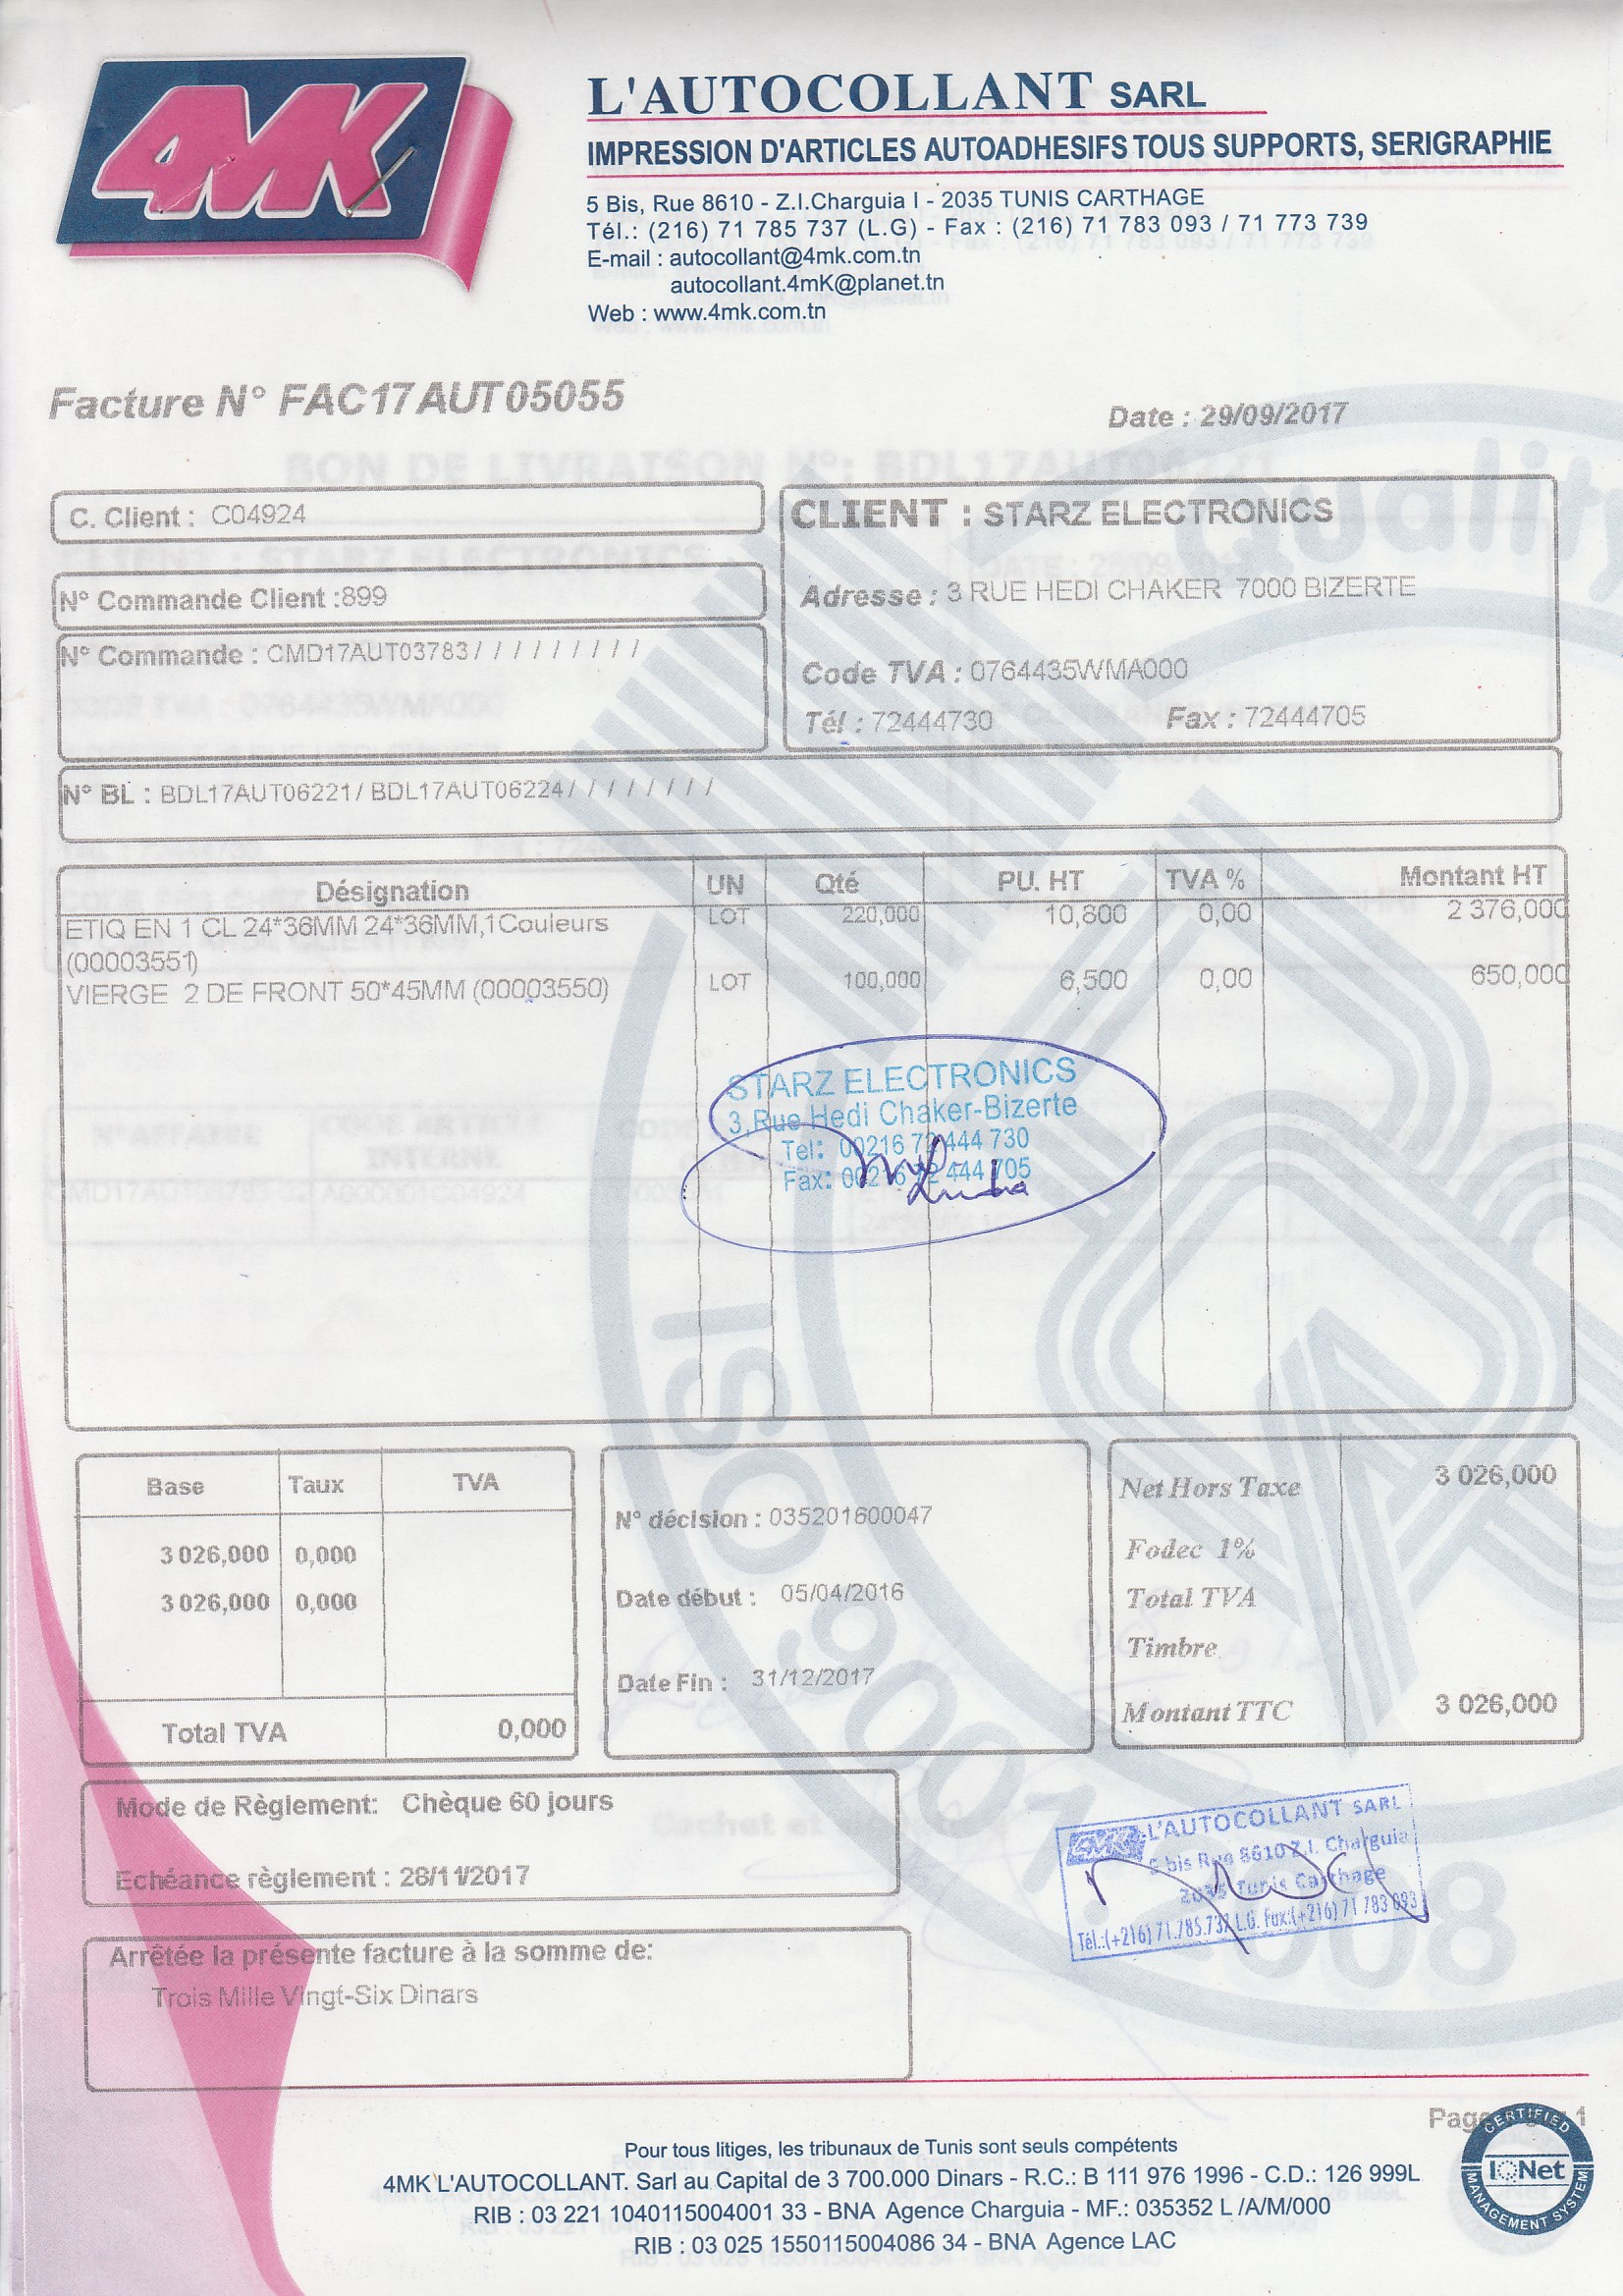 4MK
L'AUTOCOLLANT SARL
IMPRESSION D'ARTICLES AUTOADHESIFS TOUS SUPPORTS, SERIGRAPHIE
5 Bis, Rue 8610 - Z.I.Charguia I - 2035 TUNIS CARTHAGE
Tél.: (216) 71 785 737 (L.G) - Fax : (216) 71 783 093 / 71 773 739
E-mail : autocollant@4mk.com.tn
autocollant.4mK@planet.tn
Web : www.4mk.com.tn
Facture N° FAC17AUT05055
Date : 29/09/2017
C. Client : C04924
N° Commande Client :899
N° Commande : CMD17AUT03783/ / / / / / / / /
CLIENT : STARZ ELECTRONICS
Adresse : 3 RUE HEDI CHAKER 7000 BIZERTE
Code TVA : 0764435WMA000
Tél : 72444730 Fax : 72444705
N° BL : BDL17AUT06221/ BDL17AUT06224/ / / / / / / /
Désignation UN Qté PU. HT TVA % Montant HT
ETIQ EN 1 CL 24*36MM 24*36MM,1Couleurs LOT 220,000 10,800 0,00 2 376,000
(00003551)
VIERGE 2 DE FRONT 50*45MM (00003550) LOT 100,000 6,500 0,00 650,000
STARZ ELECTRONICS
3,Rue Hedi Chaker-Bizerte
Tel: 00216 72 444 730
Fax: 00216 72 444 705
Base Taux TVA
3 026,000 0,000
3 026,000 0,000
Total TVA 0,000
N° décision : 035201600047
Date début : 05/04/2016
Date Fin : 31/12/2017
Net Hors Taxe 3 026,000
Fodec 1%
Total TVA
Timbre
Montant TTC 3 026,000
Mode de Règlement: Chèque 60 jours
Echéance règlement : 28/11/2017
Arrêtée la présente facture à la somme de:
Trois Mille Vingt-Six Dinars
4MK L'AUTOCOLLANT SARL
5 bis Rue 8610 Z.I. Charguia
2035 Tunis Carthage
Tél.:(+216) 71.785.737 L.G. Fax:(+216) 71 783 093
Quality
ISO 9001 2008
Page 1
CERTIFIED
IQNet
MANAGEMENT SYSTEM
Pour tous litiges, les tribunaux de Tunis sont seuls compétents
4MK L'AUTOCOLLANT. Sarl au Capital de 3 700.000 Dinars - R.C.: B 111 976 1996 - C.D.: 126 999L
RIB : 03 221 1040115004001 33 - BNA Agence Charguia - MF.: 035352 L /A/M/000
RIB : 03 025 1550115004086 34 - BNA Agence LAC